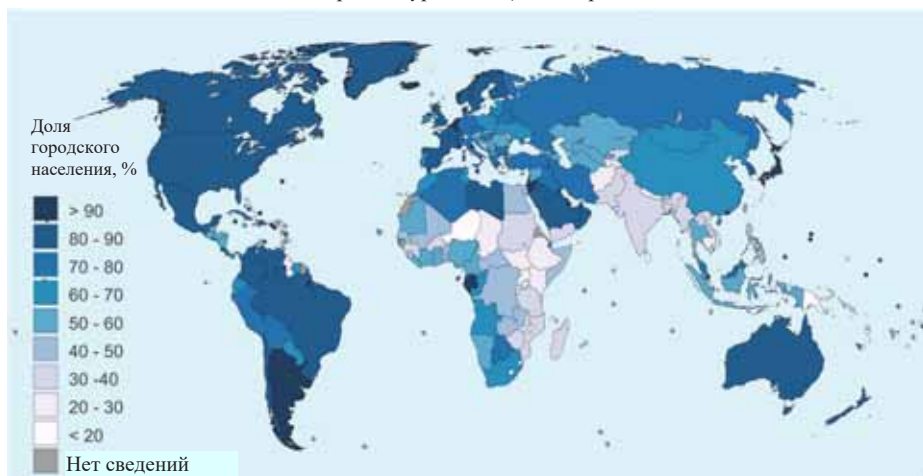 Доля
городского
населения, %
> 90
80 - 90
70 - 80
60 - 70
50 - 60
40 - 50
30 -40
20 - 30
< 20
Нет сведений